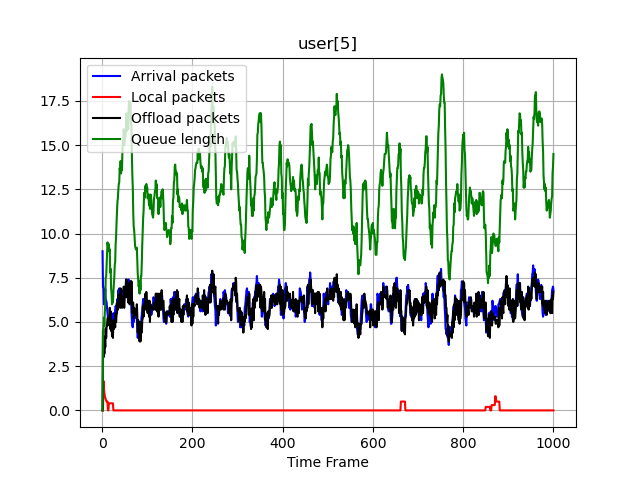 user[5]
Arrival packets
Local packets
Offload packets
Queue length
17.5
15.0
12.5
10.0
7.5
5.0
2.5
0.0
0 200 400 600 800 1000
Time Frame